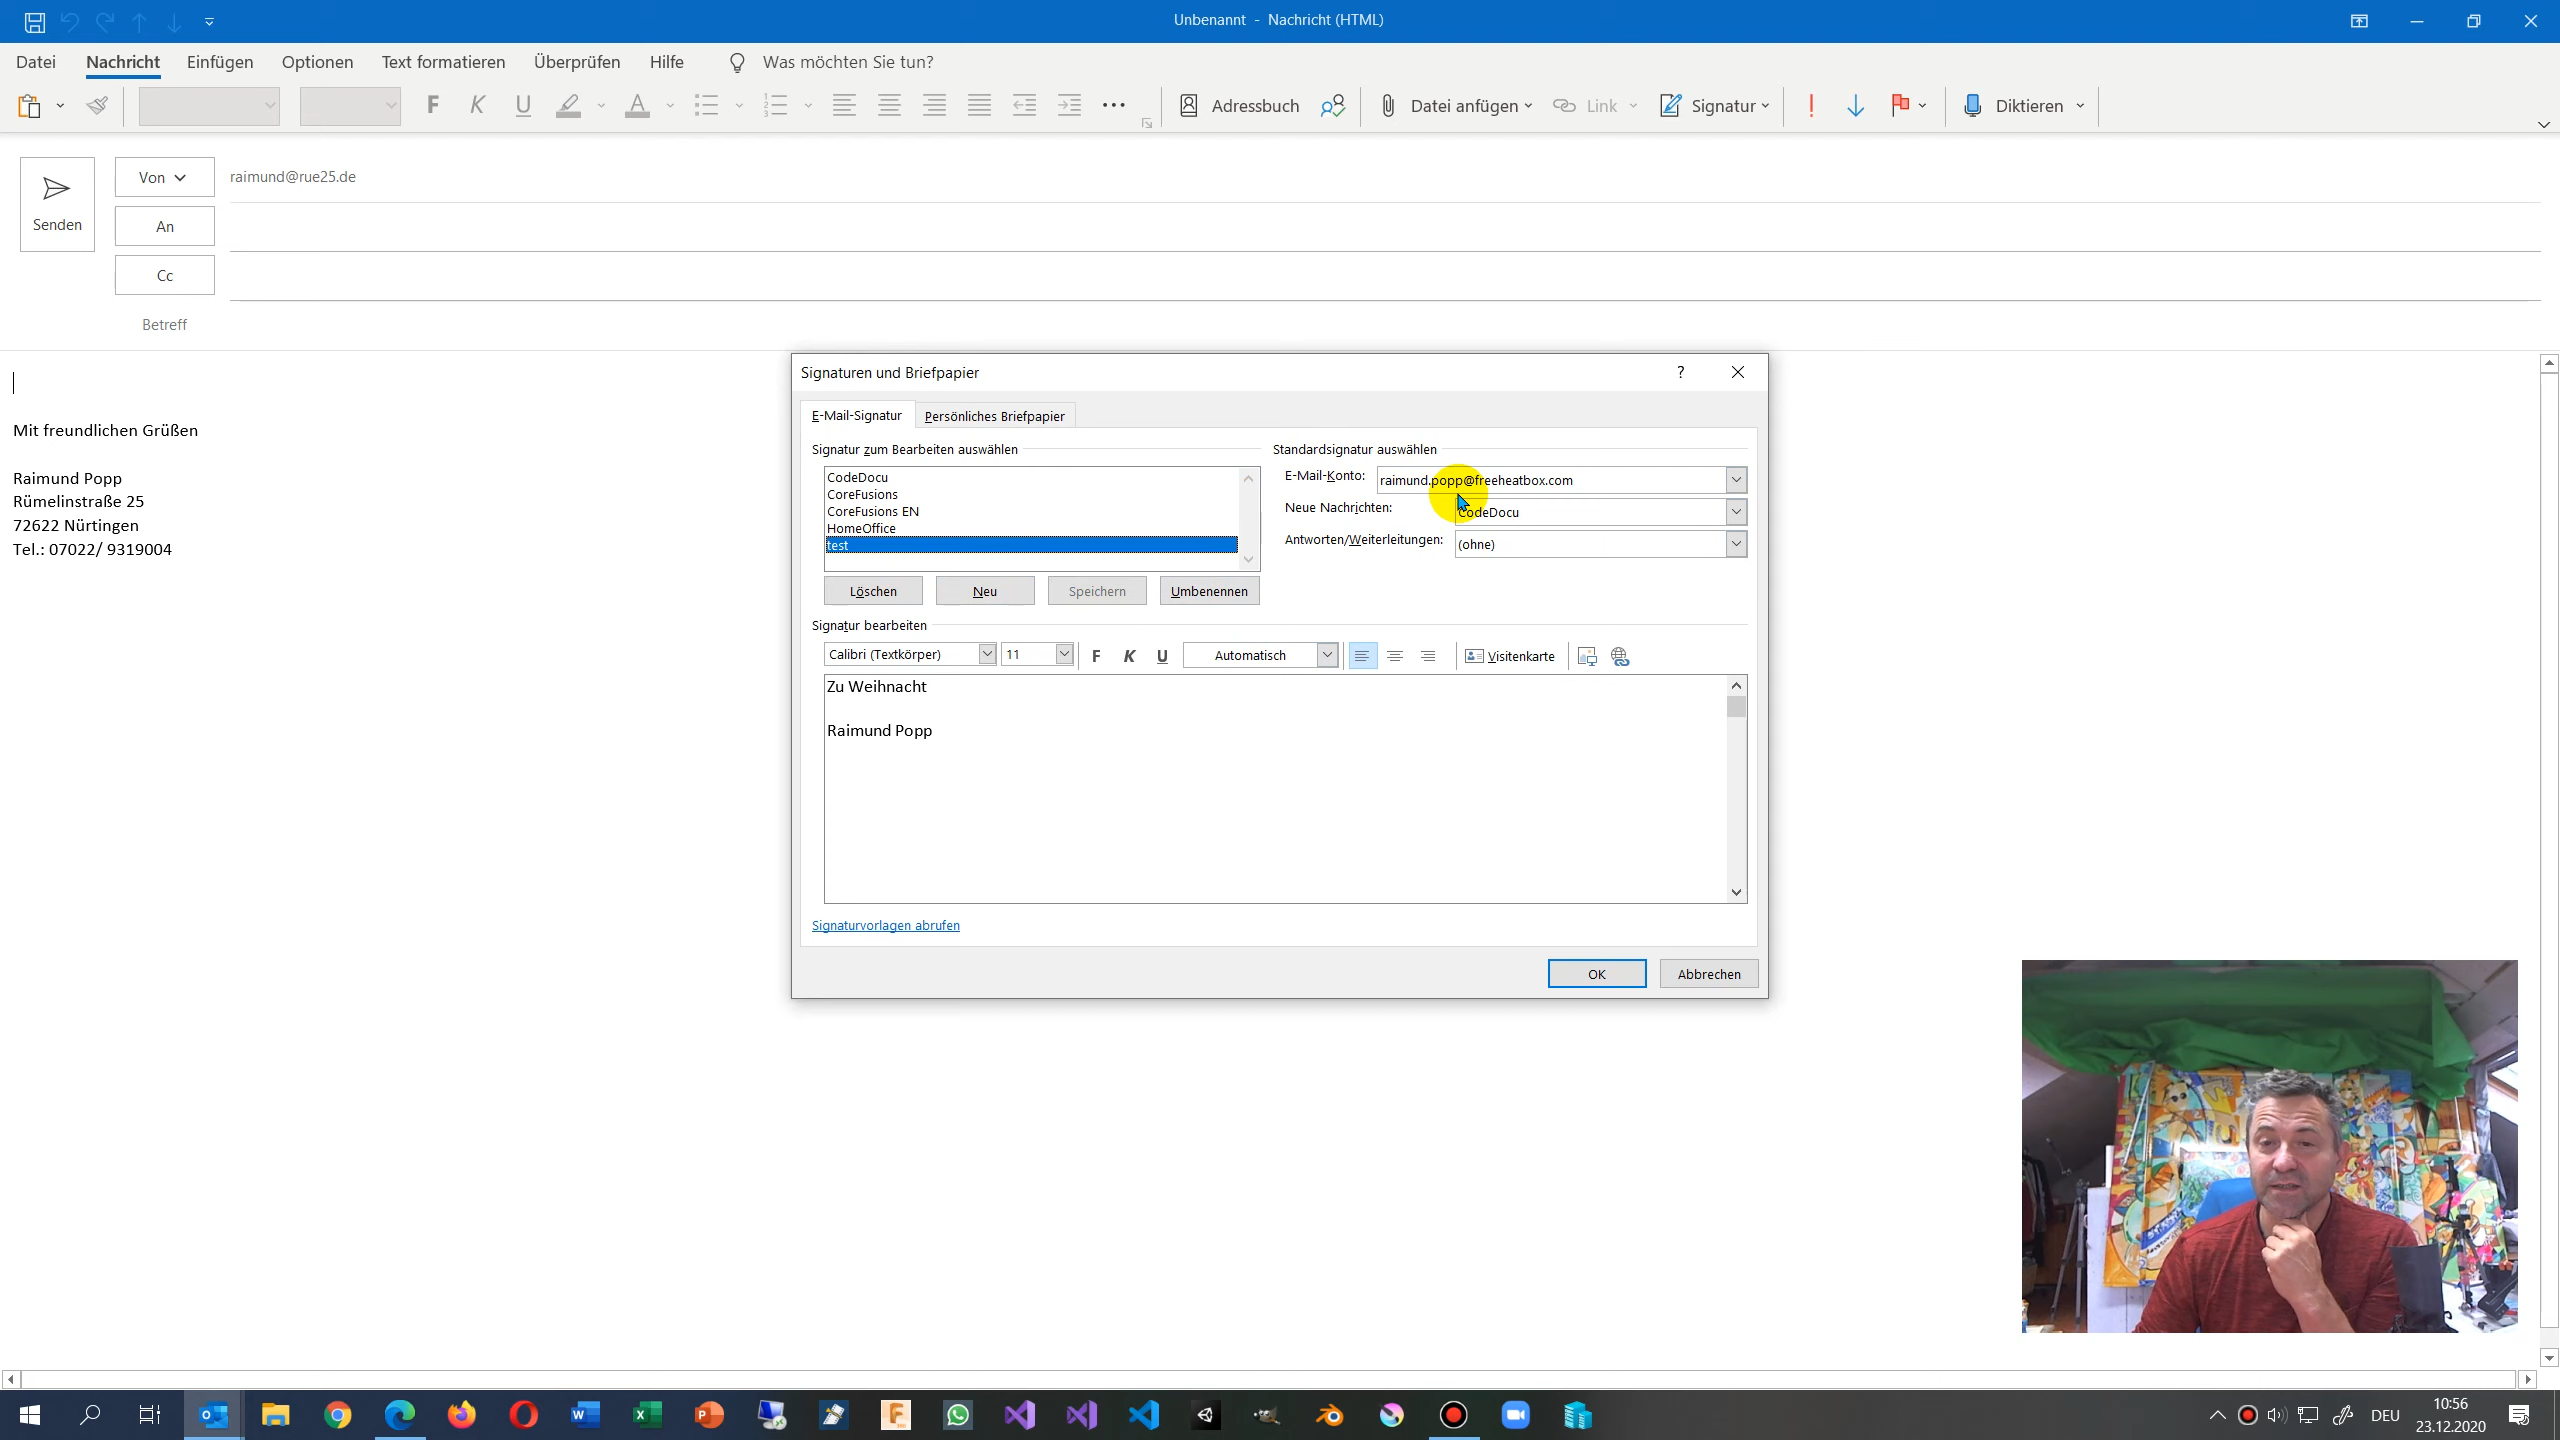 Unbenannt - Nachricht (HTML)
Datei Nachricht Einfügen Optionen Text formatieren Überprüfen Hilfe Was möchten Sie tun?
F K U A Adressbuch Datei anfügen Link Signatur Diktieren
Senden
Von raimund@rue25.de
An
Cc
Betreff
Mit freundlichen Grüßen
Raimund Popp
Rümelinstraße 25
72622 Nürtingen
Tel.: 07022/ 9319004
Signaturen und Briefpapier ?
E-Mail-Signatur Persönliches Briefpapier
Signatur zum Bearbeiten auswählen
CodeDocu
CoreFusions
CoreFusions EN
HomeOffice
test
Löschen Neu Speichern Umbenennen
Standardsignatur auswählen
E-Mail-Konto: raimund.popp@freeheatbox.com
Neue Nachrichten: CodeDocu
Antworten/Weiterleitungen: (ohne)
Signatur bearbeiten
Calibri (Textkörper) 11 F K U Automatisch Visitenkarte
Zu Weihnacht
Raimund Popp
Signaturvorlagen abrufen
OK Abbrechen
DEU 10:56
23.12.2020